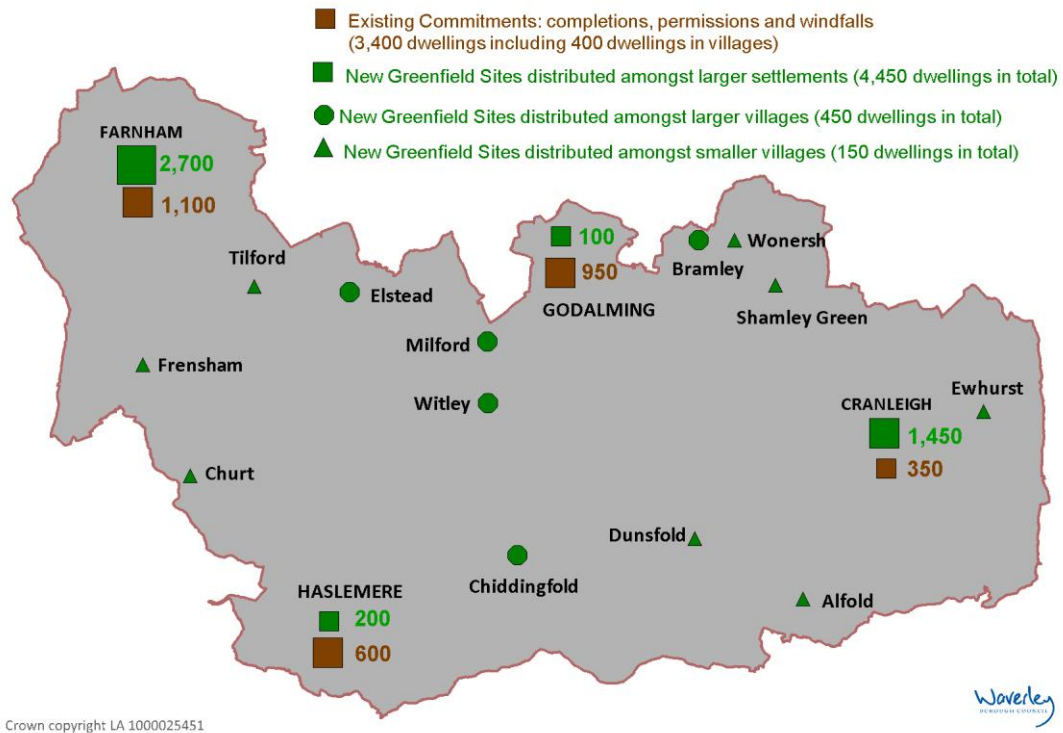 Existing Commitments: completions, permissions and windfalls
(3,400 dwellings including 400 dwellings in villages)
New Greenfield Sites distributed amongst larger settlements (4,450 dwellings in total)
New Greenfield Sites distributed amongst larger villages (450 dwellings in total)
New Greenfield Sites distributed amongst smaller villages (150 dwellings in total)
FARNHAM
2,700
1,100
Tilford
Elstead
100
950
GODALMING
Bramley
Wonersh
Shamley Green
Milford
Frensham
Witley
CRANLEIGH
1,450
350
Ewhurst
Churt
Dunsfold
Chiddingfold
Alfold
HASLEMERE
200
600
Waverley
BOROUGH COUNCIL
Crown copyright LA 1000025451